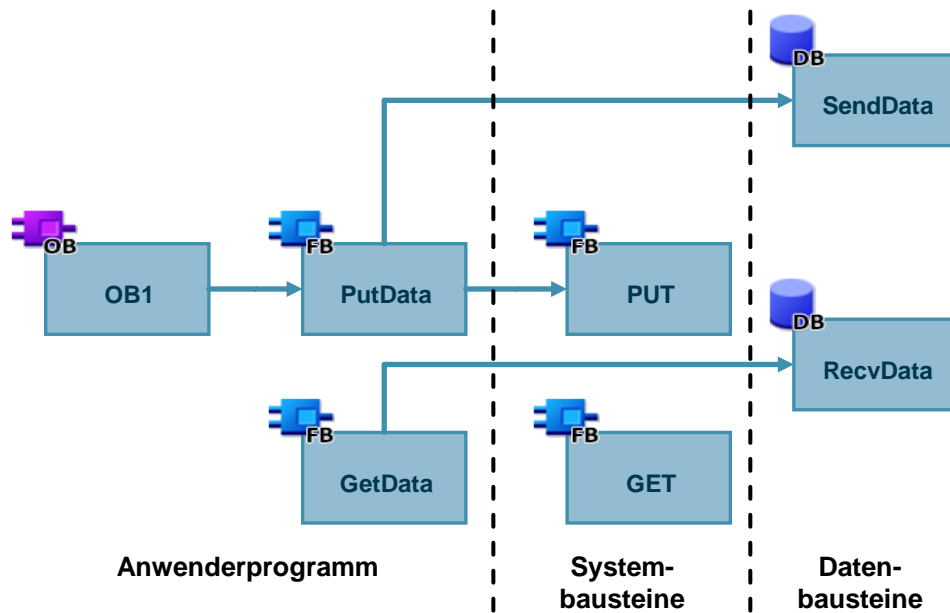 DB
SendData
OB
OB1
FB
PutData
FB
PUT
DB
RecvData
FB
GetData
FB
GET
Anwenderprogramm
System-
bausteine
Daten-
bausteine